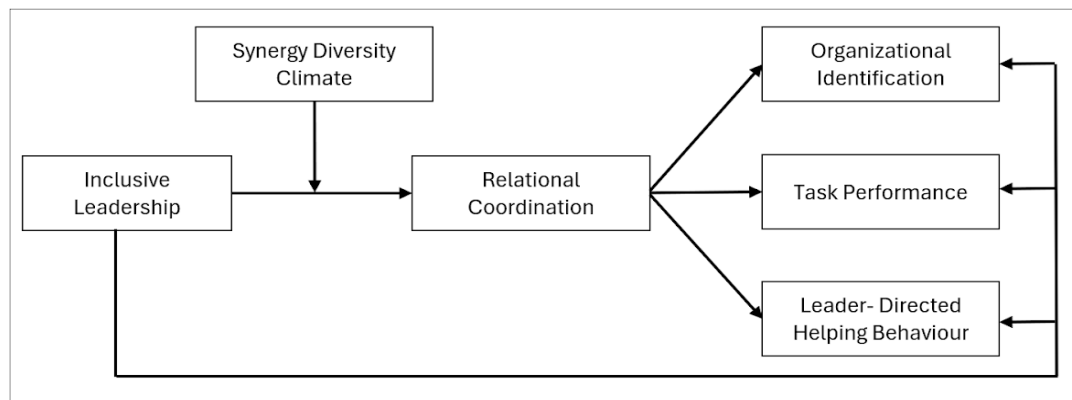 Synergy Diversity
Climate
Organizational
Identification
Inclusive
Leadership
Relational
Coordination
Task Performance
Leader- Directed
Helping Behaviour